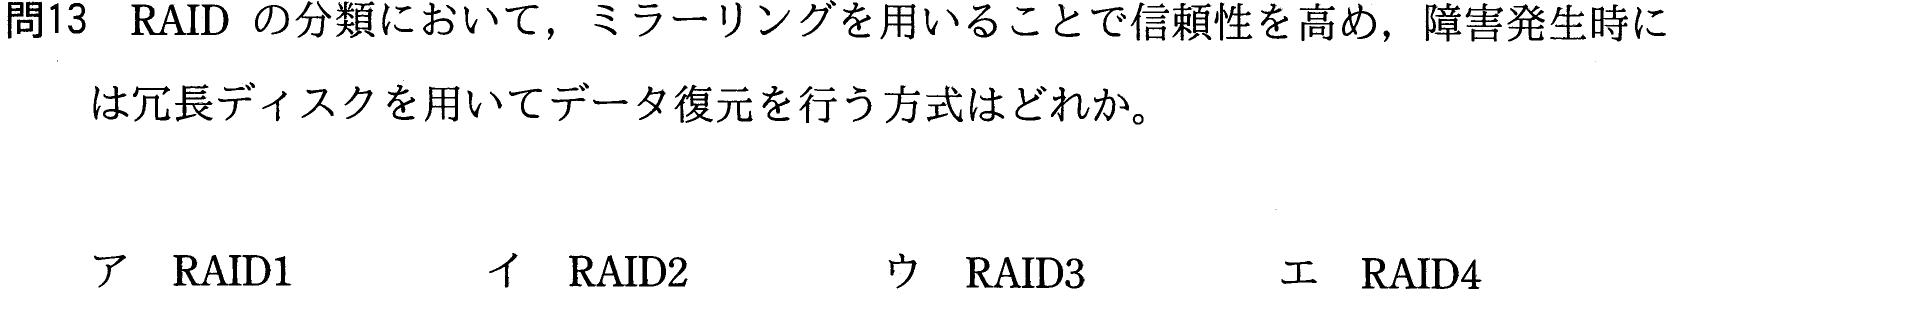 問13　RAID の分類において，ミラーリングを用いることで信頼性を高め，障害発生時に
は冗長ディスクを用いてデータ復元を行う方式はどれか。
ア　RAID1　イ　RAID2　ウ　RAID3　エ　RAID4